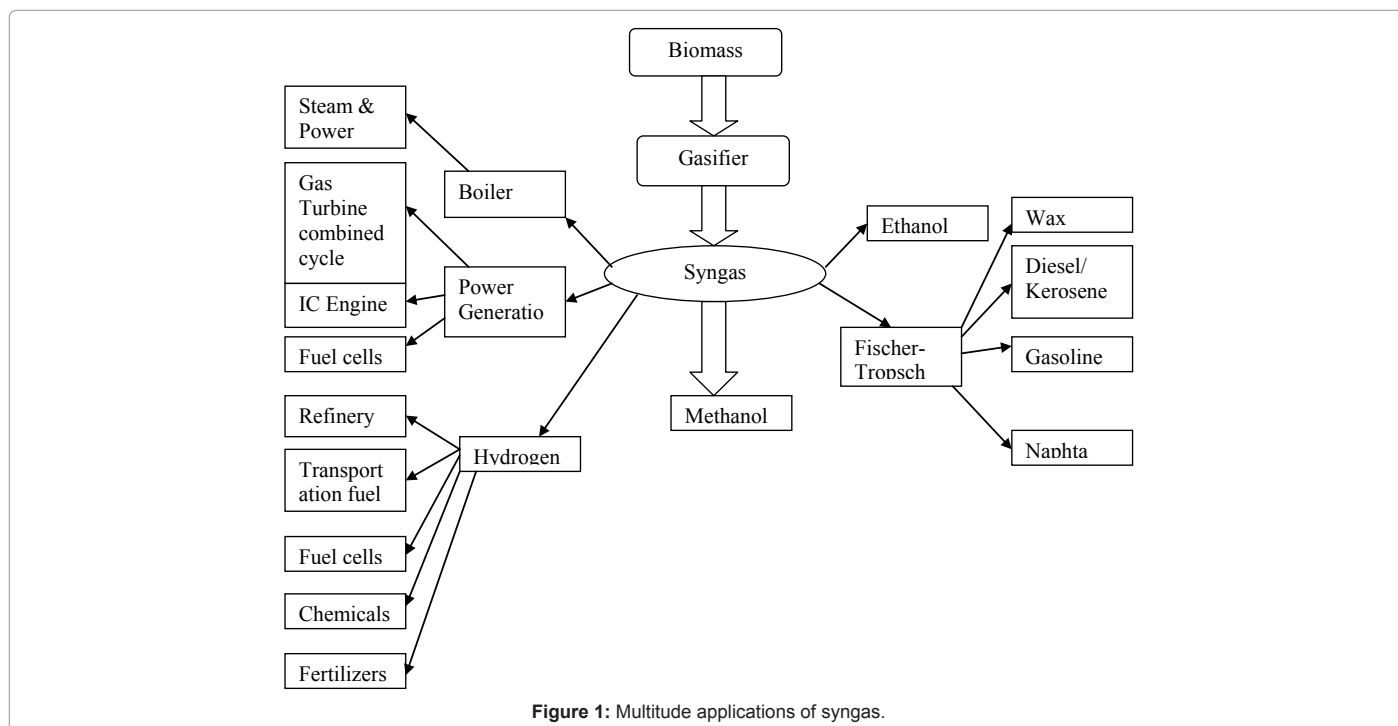 Biomass
Steam &
Power
Gasifier
Gas
Turbine
combined
cycle
Boiler
Ethanol
Wax
Syngas
Diesel/
Kerosene
Power
Generatio
IC Engine
Fischer-
Tropsch
Gasoline
Fuel cells
Methanol
Refinery
Hydrogen
Naphta
Transport
ation fuel
Fuel cells
Chemicals
Fertilizers
Figure 1: Multitude applications of syngas.